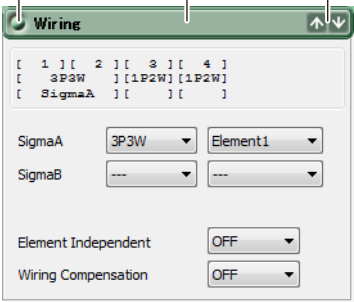 Wiring
[ 1 ][ 2 ][ 3 ][ 4 ]
[ 3P3W ][1P2W][1P2W]
[ SigmaA ][ ][ ]
SigmaA 3P3W Element1
SigmaB --- ---
Element Independent OFF
Wiring Compensation OFF